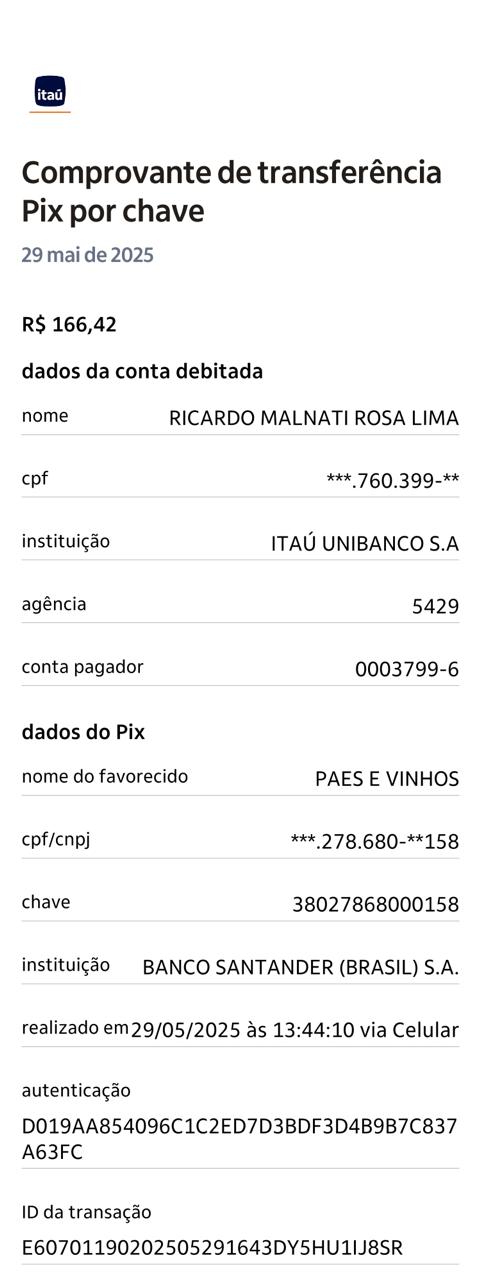 itaú
Comprovante de transferência
Pix por chave
29 mai de 2025
R$ 166,42
dados da conta debitada
nome RICARDO MALNATI ROSA LIMA
cpf ***.760.399-**
instituição ITAÚ UNIBANCO S.A
agência 5429
conta pagador 0003799-6
dados do Pix
nome do favorecido PAES E VINHOS
cpf/cnpj ***.278.680-**158
chave 38027868000158
instituição BANCO SANTANDER (BRASIL) S.A.
realizado em 29/05/2025 às 13:44:10 via Celular
autenticação
D019AA854096C1C2ED7D3BDF3D4B9B7C837
A63FC
ID da transação
E60701190202505291643DY5HU1IJ8SR